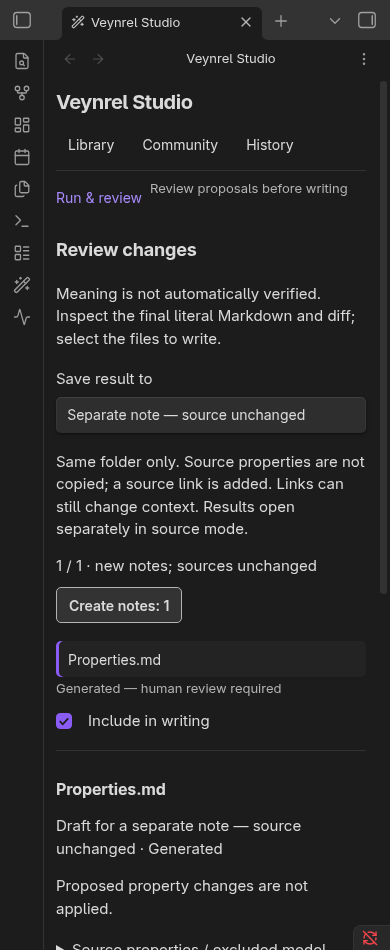 Veynrel Studio
Veynrel Studio
Veynrel Studio
Library Community History
Run & review Review proposals before writing
Review changes
Meaning is not automatically verified.
Inspect the final literal Markdown and diff;
select the files to write.
Save result to
Separate note — source unchanged
Same folder only. Source properties are not
copied; a source link is added. Links can
still change context. Results open
separately in source mode.
1 / 1 · new notes; sources unchanged
Create notes: 1
Properties.md
Generated — human review required
Include in writing
Properties.md
Draft for a separate note — source
unchanged · Generated
Proposed property changes are not
applied.
Source properties / excluded model